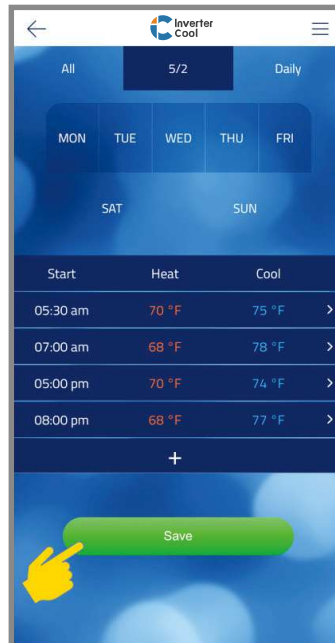 Inverter
Cool
All 5/2 Daily
MON TUE WED THU FRI
SAT SUN
Start Heat Cool
05:30 am 70 °F 75 °F >
07:00 am 68 °F 78 °F >
05:00 pm 70 °F 74 °F >
08:00 pm 68 °F 77 °F >
+
Save